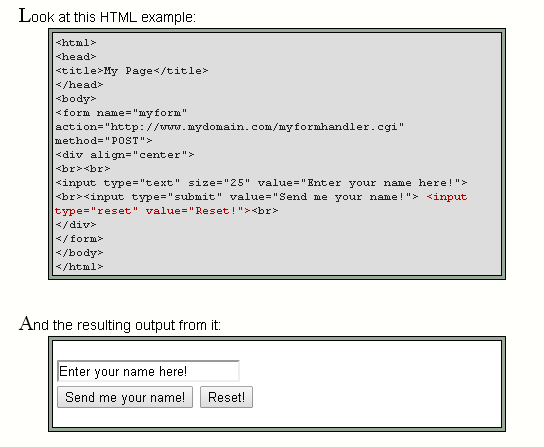 Look at this HTML example:
<html>
<head>
<title>My Page</title>
</head>
<body>
<form name="myform"
action="http://www.mydomain.com/myformhandler.cgi"
method="POST">
<div align="center">
<br><br>
<input type="text" size="25" value="Enter your name here!">
<br><input type="submit" value="Send me your name!"> <input
type="reset" value="Reset!"><br>
</div>
</form>
</body>
</html>
And the resulting output from it:
Enter your name here!
Send me your name! Reset!